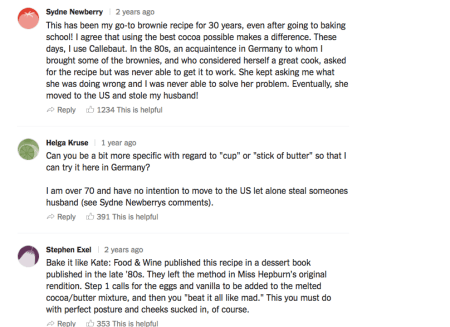 Sydne Newberry | 2 years ago
This has been my go-to brownie recipe for 30 years, even after going to baking
school! I agree that using the best cocoa possible makes a difference. These
days, I use Callebaut. In the 80s, an acquaintence in Germany to whom I
brought some of the brownies, and who considered herself a great cook, asked
for the recipe but was never able to get it to work. She kept asking me what
she was doing wrong and I was never able to solve her problem. Eventually, she
moved to the US and stole my husband!
Reply 1234 This is helpful
Helga Kruse | 1 year ago
Can you be a bit more specific with regard to "cup" or "stick of butter" so that I
can try it here in Germany?
I am over 70 and have no intention to move to the US let alone steal someones
husband (see Sydne Newberrys comments).
Reply 391 This is helpful
Stephen Exel | 2 years ago
Bake it like Kate: Food & Wine published this recipe in a dessert book
published in the late '80s. They left the method in Miss Hepburn's original
rendition. Step 1 calls for the eggs and vanilla to be added to the melted
cocoa/butter mixture, and then you "beat it all like mad." This you must do
with perfect posture and cheeks sucked in, of course.
Reply 353 This is helpful